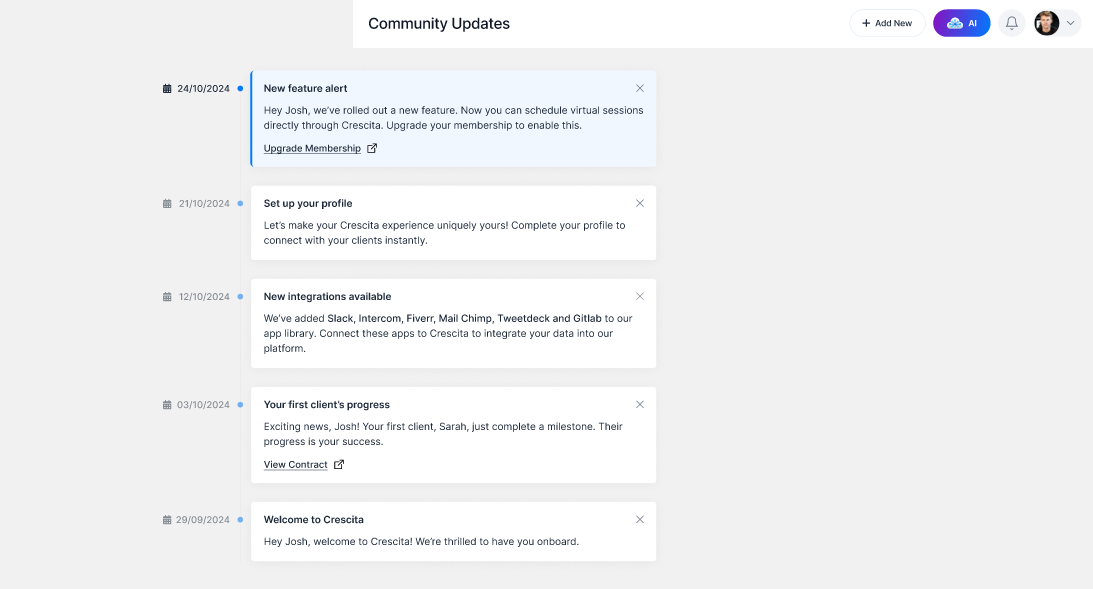 Community Updates
Add New
AI
24/10/2024
New feature alert
Hey Josh, we've rolled out a new feature. Now you can schedule virtual sessions
directly through Crescita. Upgrade your membership to enable this.
Upgrade Membership
21/10/2024
Set up your profile
Let's make your Crescita experience uniquely yours! Complete your profile to
connect with your clients instantly.
12/10/2024
New integrations available
We've added Slack, Intercom, Fiverr, Mail Chimp, Tweetdeck and Gitlab to our
app library. Connect these apps to Crescita to integrate your data into our
platform.
03/10/2024
Your first client's progress
Exciting news, Josh! Your first client, Sarah, just complete a milestone. Their
progress is your success.
View Contract
29/09/2024
Welcome to Crescita
Hey Josh, welcome to Crescita! We're thrilled to have you onboard.